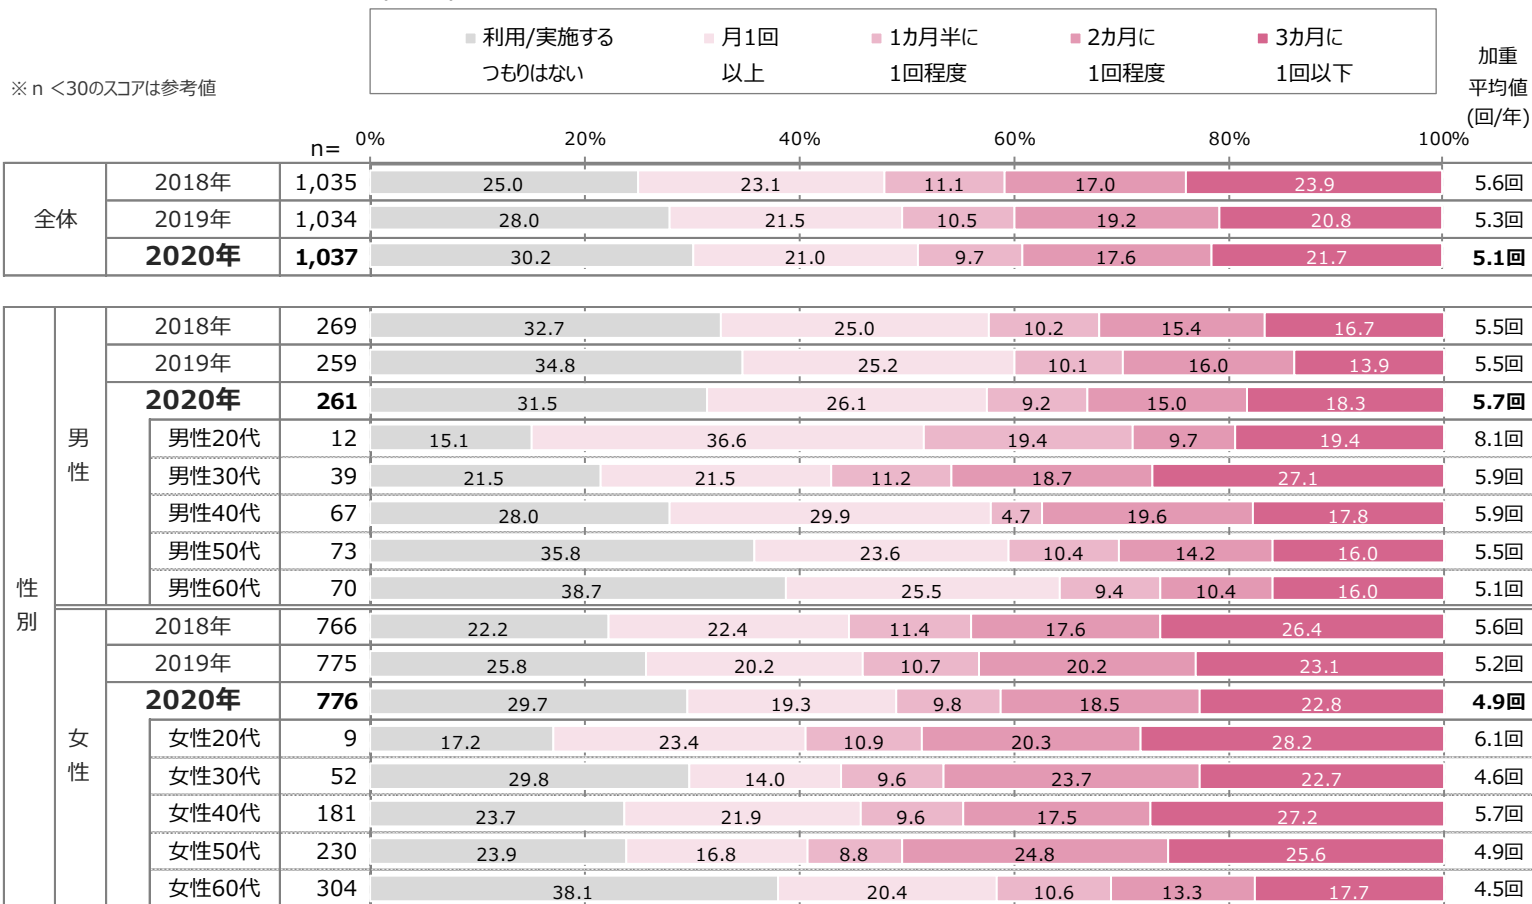 ■ 利用/実施する ■ 月1回 ■ 1カ月半に ■ 2カ月に ■ 3カ月に
つもりはない 以上 1回程度 1回程度 1回以下
加重
平均値
(回/年)
※ n <30のスコアは参考値
n= 0% 20% 40% 60% 80% 100%
全体
2018年 1,035 25.0 23.1 11.1 17.0 23.9 5.6回
2019年 1,034 28.0 21.5 10.5 19.2 20.8 5.3回
2020年 1,037 30.2 21.0 9.7 17.6 21.7 5.1回
性別
男性
2018年 269 32.7 25.0 10.2 15.4 16.7 5.5回
2019年 259 34.8 25.2 10.1 16.0 13.9 5.5回
2020年 261 31.5 26.1 9.2 15.0 18.3 5.7回
男性20代 12 15.1 36.6 19.4 9.7 19.4 8.1回
男性30代 39 21.5 21.5 11.2 18.7 27.1 5.9回
男性40代 67 28.0 29.9 4.7 19.6 17.8 5.9回
男性50代 73 35.8 23.6 10.4 14.2 16.0 5.5回
男性60代 70 38.7 25.5 9.4 10.4 16.0 5.1回
女性
2018年 766 22.2 22.4 11.4 17.6 26.4 5.6回
2019年 775 25.8 20.2 10.7 20.2 23.1 5.2回
2020年 776 29.7 19.3 9.8 18.5 22.8 4.9回
女性20代 9 17.2 23.4 10.9 20.3 28.2 6.1回
女性30代 52 29.8 14.0 9.6 23.7 22.7 4.6回
女性40代 181 23.7 21.9 9.6 17.5 27.2 5.7回
女性50代 230 23.9 16.8 8.8 24.8 25.6 4.9回
女性60代 304 38.1 20.4 10.6 13.3 17.7 4.5回